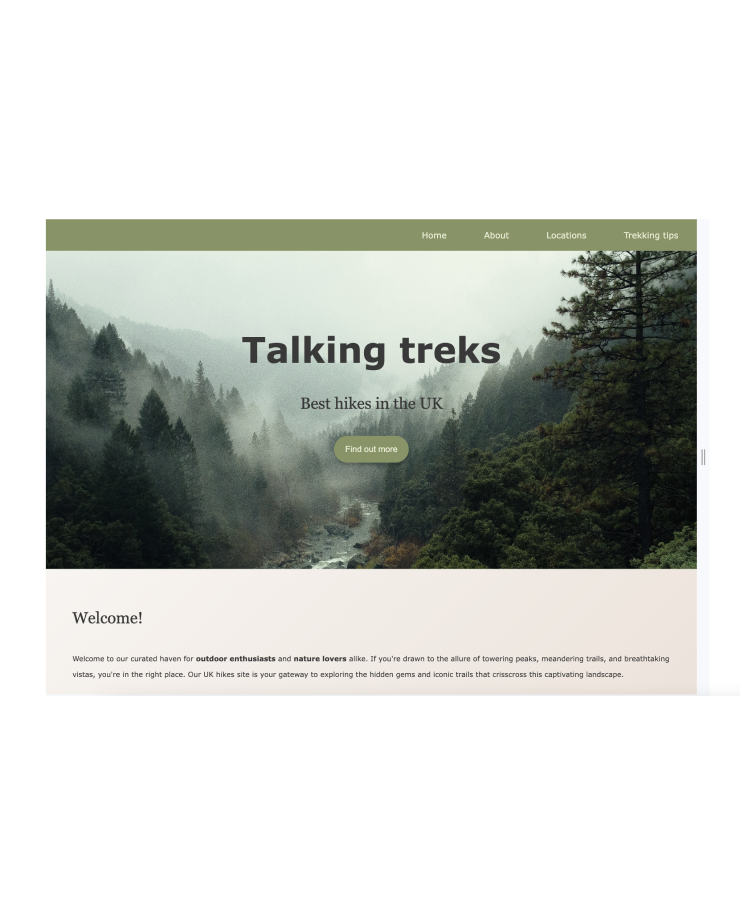 Home About Locations Trekking tips
Talking treks
Best hikes in the UK
Find out more
Welcome!
Welcome to our curated haven for outdoor enthusiasts and nature lovers alike. If you're drawn to the allure of towering peaks, meandering trails, and breathtaking
vistas, you're in the right place. Our UK hikes site is your gateway to exploring the hidden gems and iconic trails that crisscross this captivating landscape.